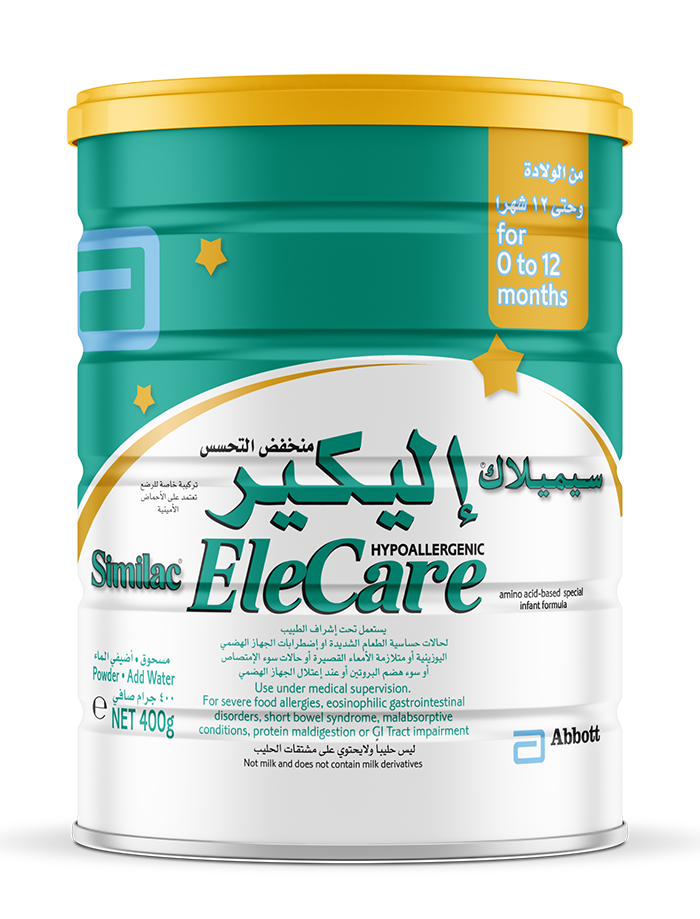 من الولادة
وحتى ١٢ شهرا
for
0 to 12
months
منخفض التحسس
سيميلاك®
إليكير
تركيبة خاصة للرضع
تعتمد على الأحماض
الأمينية
HYPOALLERGENIC
Similac®
EleCare
amino acid-based special
infant formula
يستعمل تحت إشراف الطبيب
لحالات حساسية الطعام الشديدة او إضطرابات الجهاز الهضمي
اليوزينية أو متلازمة الأمعاء القصيرة أو حالات سوء الإمتصاص
أو سوء هضم البروتين أو عند إعتلال الجهاز الهضمي
مسحوق • أضيفي الماء
Powder • Add Water
٤٠٠ جرام صافي
℮ NET 400g
Use under medical supervision.
For severe food allergies, eosinophilic gastrointestinal
disorders, short bowel syndrome, malabsorptive
conditions, protein maldigestion or GI Tract impairment
ليس حليباً ولايحتوي على مشتقات الحليب
Not milk and does not contain milk derivatives
Abbott